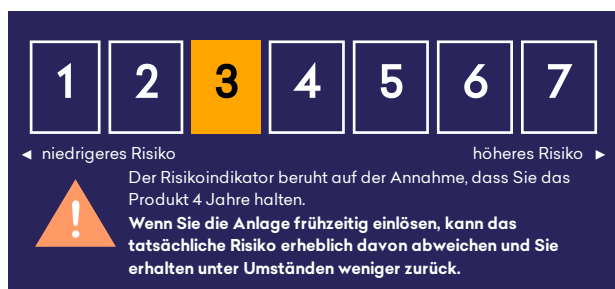 1 2 3 4 5 6 7
◄ niedrigeres Risiko höheres Risiko ►
Der Risikoindikator beruht auf der Annahme, dass Sie das
Produkt 4 Jahre halten.
Wenn Sie die Anlage frühzeitig einlösen, kann das
tatsächliche Risiko erheblich davon abweichen und Sie
erhalten unter Umständen weniger zurück.